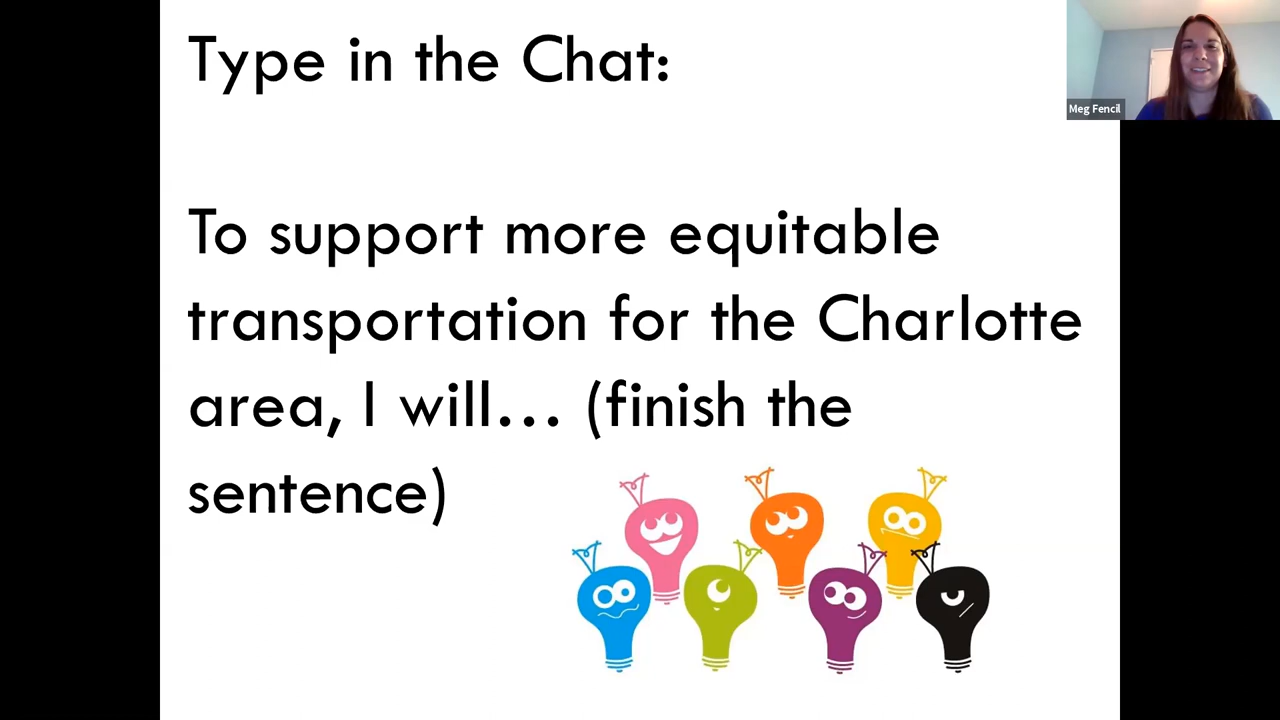 Type in the Chat:
Meg Fencil
To support more equitable
transportation for the Charlotte
area, I will… (finish the
sentence)